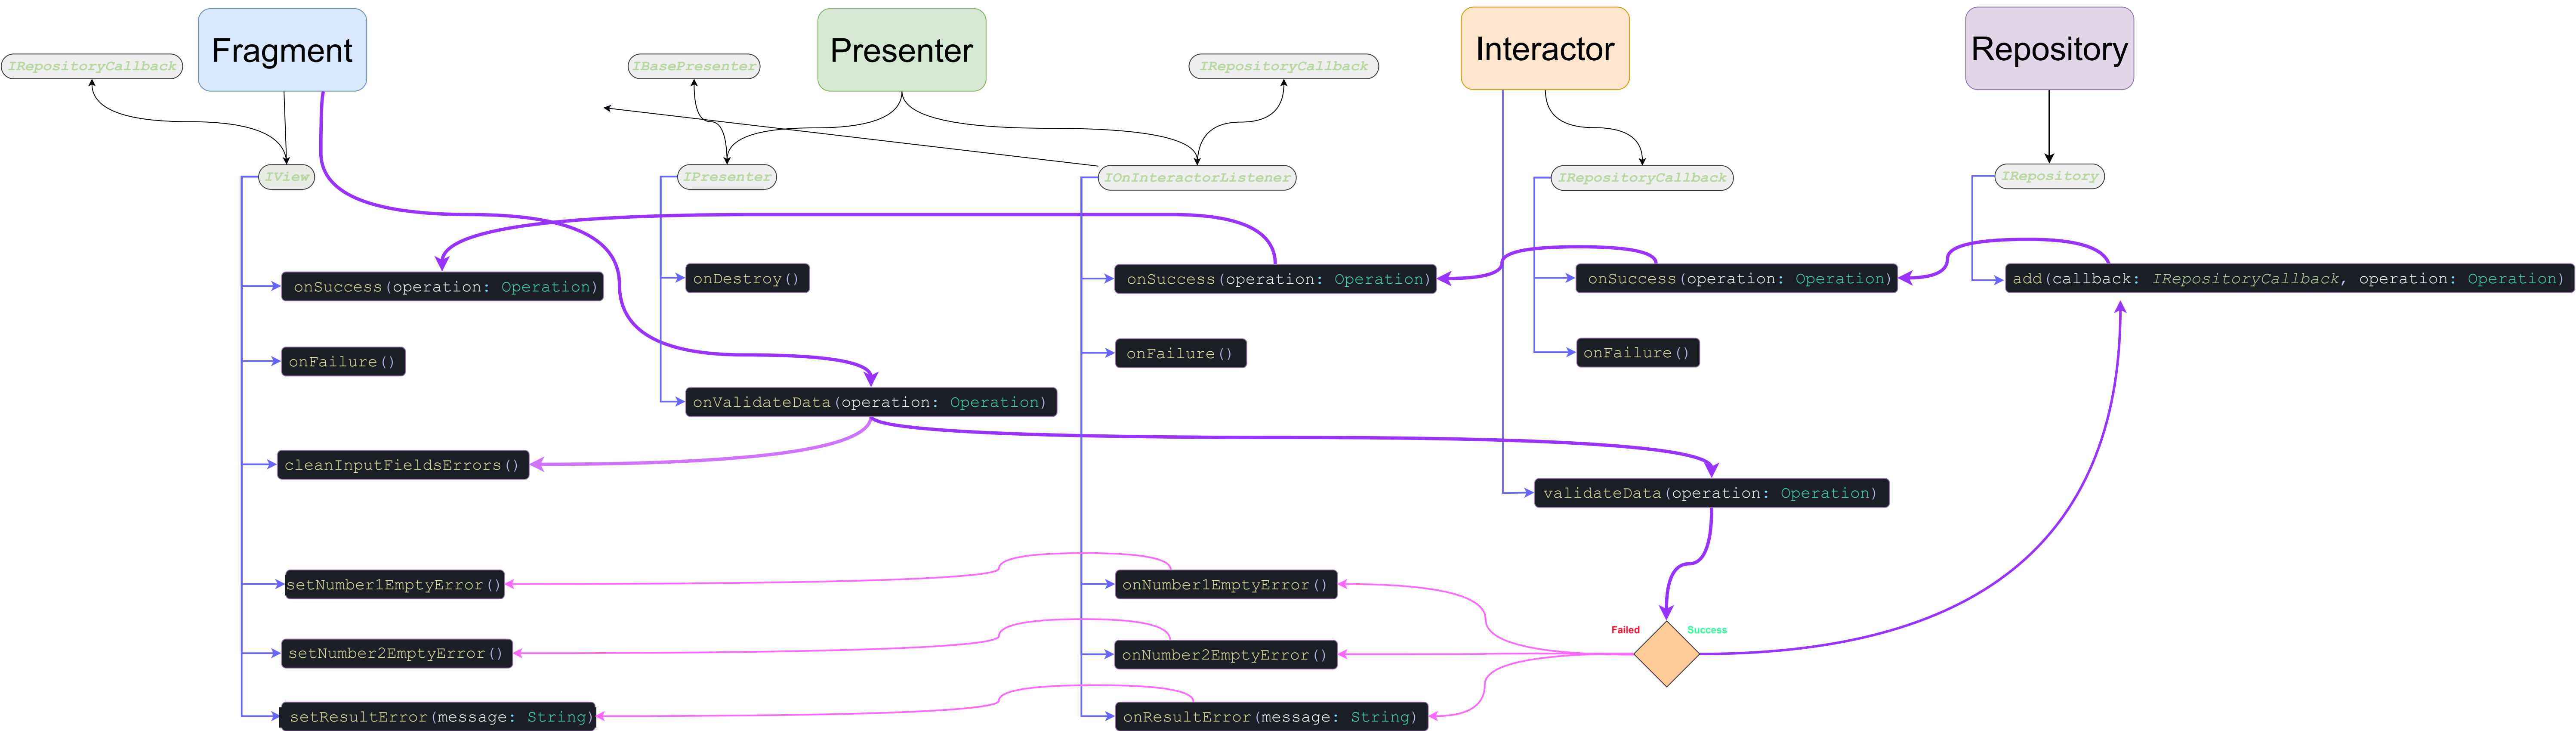 Fragment
Presenter
Interactor
Repository
IRepositoryCallback
IBasePresenter
IRepositoryCallback
IView
IPresenter
IOnInteractorListener
IRepositoryCallback
IRepository
onSuccess(operation: Operation)
onDestroy()
onSuccess(operation: Operation)
onSuccess(operation: Operation)
add(callback: IRepositoryCallback, operation: Operation)
onFailure()
onFailure()
onFailure()
onValidateData(operation: Operation)
cleanInputFieldsErrors()
validateData(operation: Operation)
setNumber1EmptyError()
onNumber1EmptyError()
Failed
Success
setNumber2EmptyError()
onNumber2EmptyError()
setResultError(message: String)
onResultError(message: String)